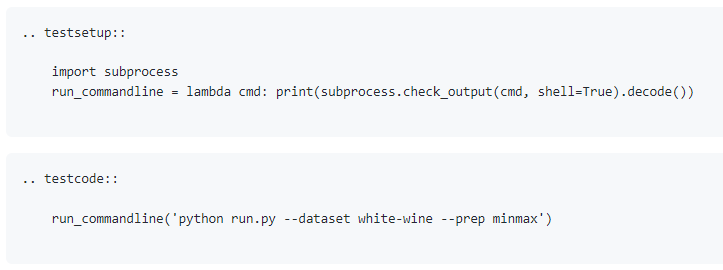 .. testsetup::
import subprocess
run_commandline = lambda cmd: print(subprocess.check_output(cmd, shell=True).decode())
.. testcode::
run_commandline('python run.py --dataset white-wine --prep minmax')